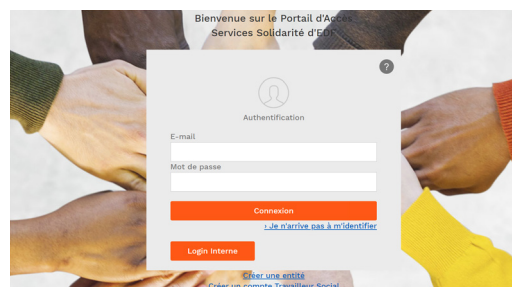 Bienvenue sur le Portail d'Accès
Services Solidarité d'EDF
?
Authentification
E-mail
Mot de passe
Connexion
› Je n'arrive pas à m'identifier
Login Interne
Créer une entité
Créer un compte Travailleur Social